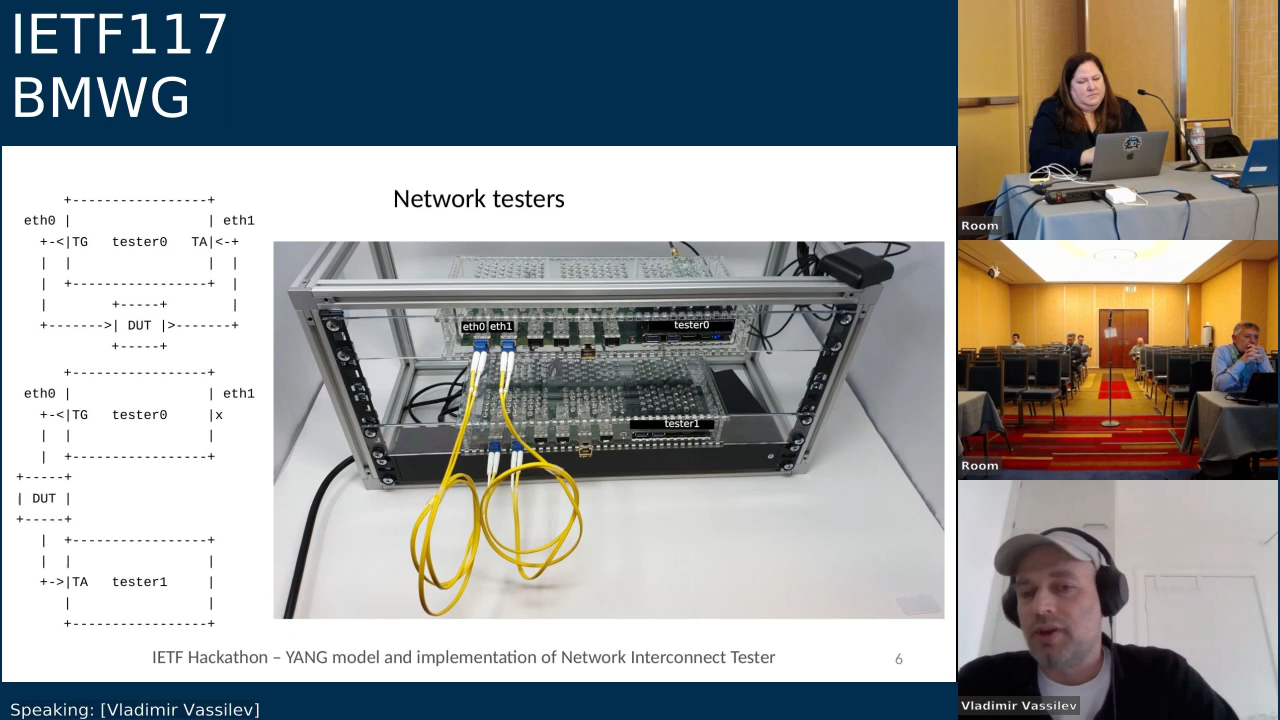 IETF117
BMWG
Network testers
     +-----------------+
eth0 |                 | eth1
  +-<|TG   tester0   TA|<-+
  |  |                 |  |
  |  +-----------------+  |
  |        +-----+        |
  +------->| DUT |>-------+
           +-----+
     +-----------------+
eth0 |                 | eth1
  +-<|TG   tester0     |x
  |  |                 |
  |  +-----------------+
+-----+
| DUT |
+-----+
  |  +-----------------+
  |  |                 |
  +->|TA   tester1     |
     |                 |
     +-----------------+
eth0 eth1
tester0
tester1
IETF Hackathon – YANG model and implementation of Network Interconnect Tester
6
Room
Room
Vladimir Vassilev
Speaking: [Vladimir Vassilev]